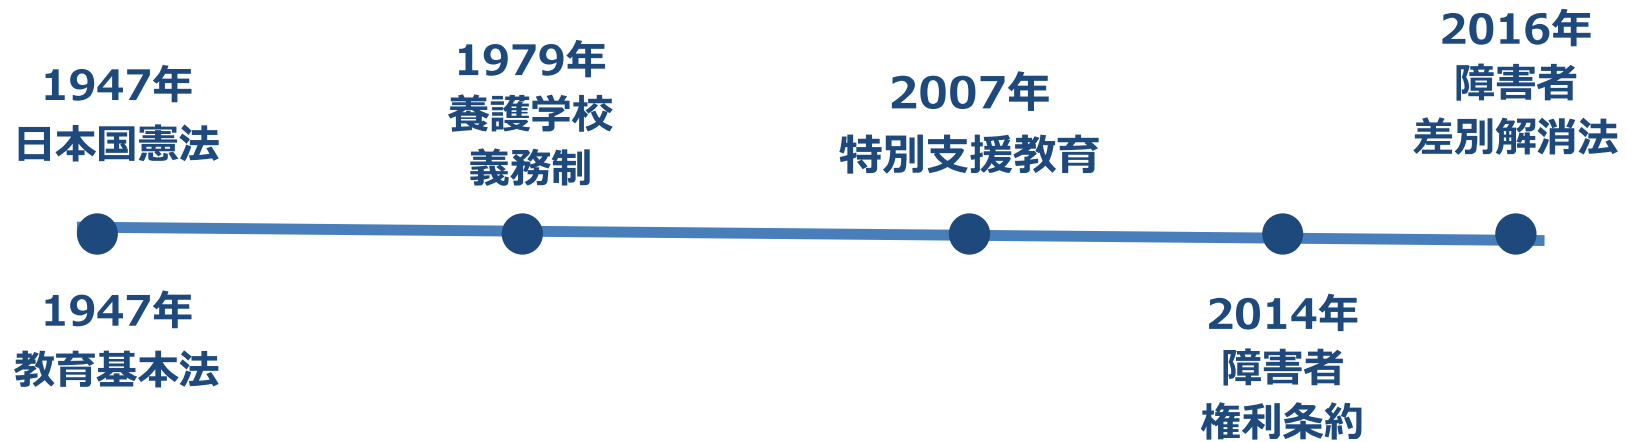 1947年
日本国憲法
1947年
教育基本法
1979年
養護学校
義務制
2007年
特別支援教育
2014年
障害者
権利条約
2016年
障害者
差別解消法